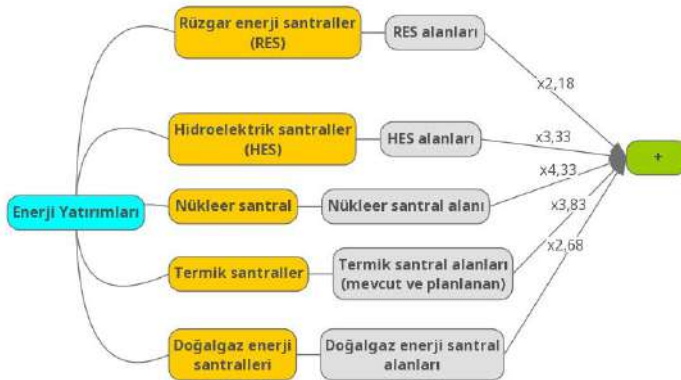 Rüzgar enerji santraller
(RES)
RES alanları
x2,18
Hidroelektrik santraller
(HES)
HES alanları
x3,33
+
Enerji Yatırımları
Nükleer santral
Nükleer santral alanı
x4,33
x3,83
Termik santraller
Termik santral alanları
(mevcut ve planlanan)
x2,68
Doğalgaz enerji
santralleri
Doğalgaz enerji santral
alanları